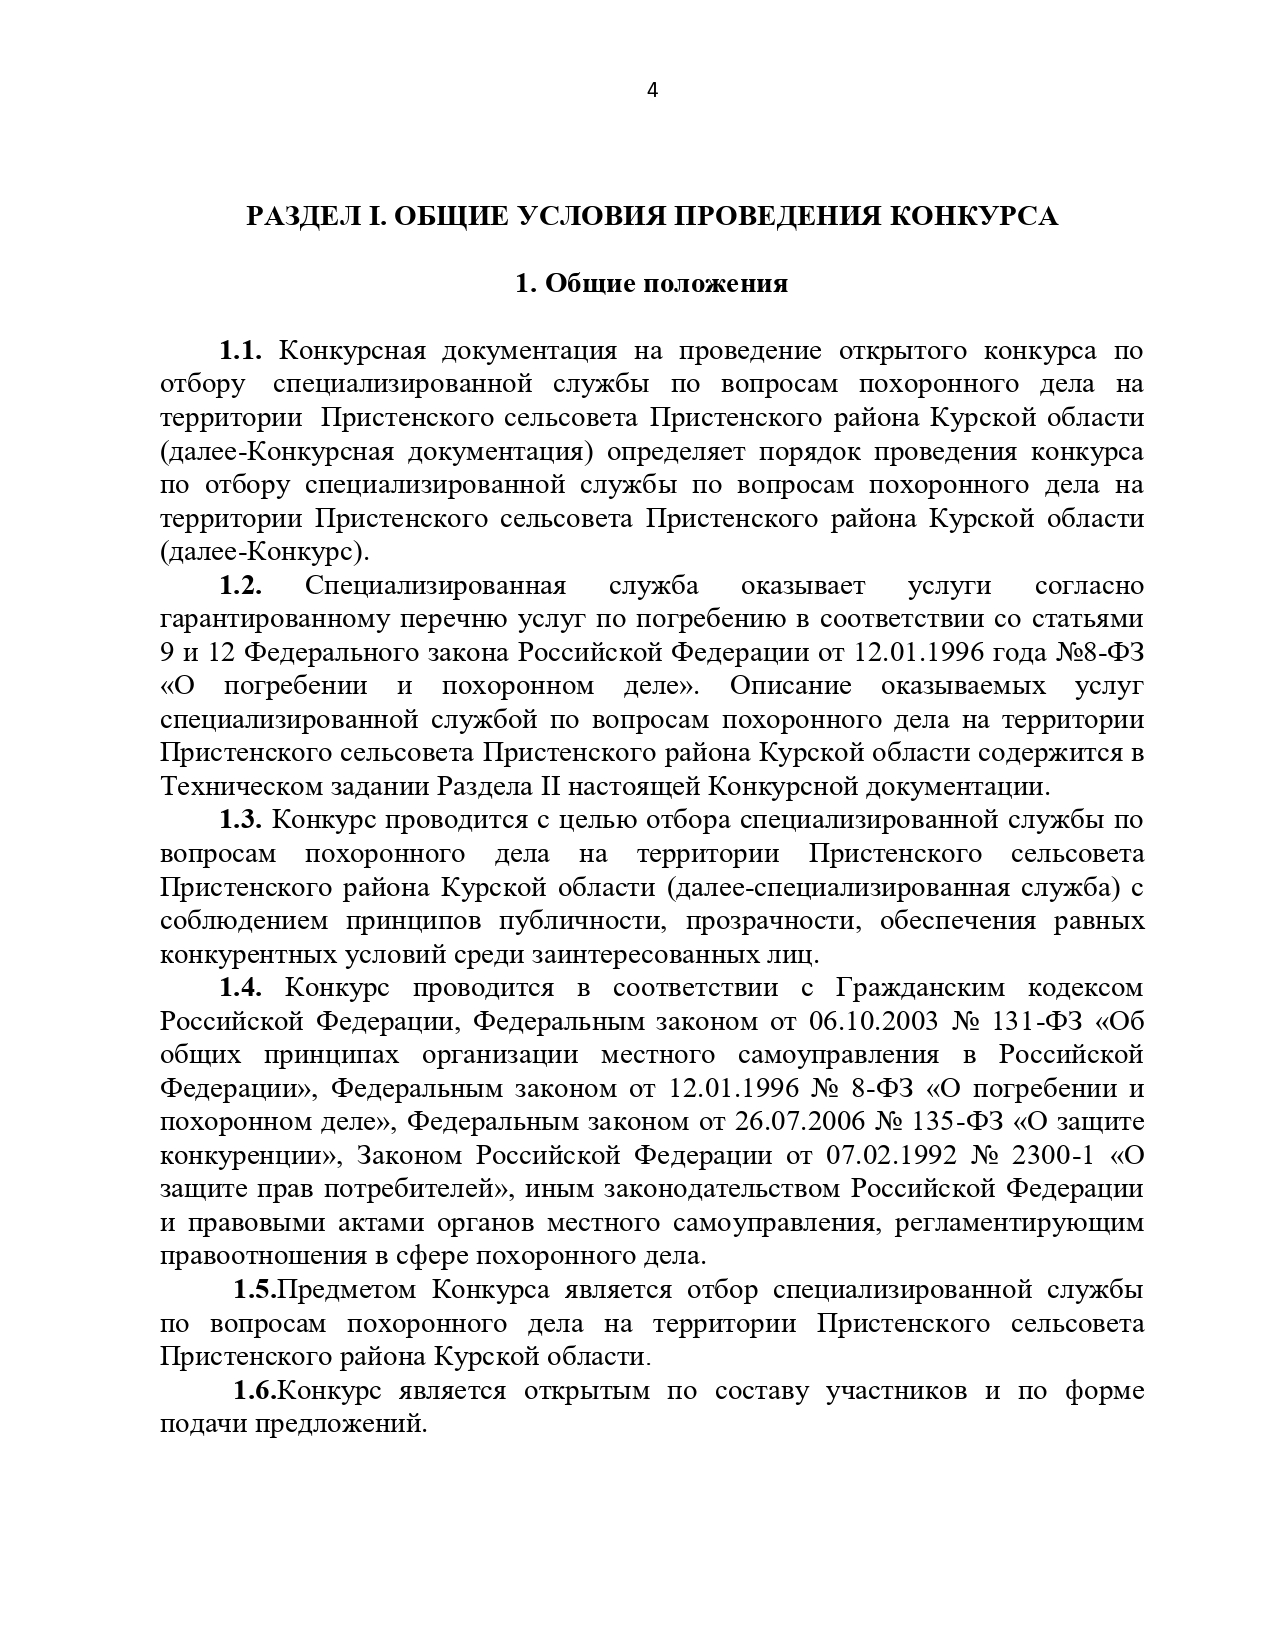 4
РАЗДЕЛ I. ОБЩИЕ УСЛОВИЯ ПРОВЕДЕНИЯ КОНКУРСА
1. Общие положения
1.1. Конкурсная документация на проведение открытого конкурса по
отбору специализированной службы по вопросам похоронного дела на
территории Пристенского сельсовета Пристенского района Курской области
(далее-Конкурсная документация) определяет порядок проведения конкурса
по отбору специализированной службы по вопросам похоронного дела на
территории Пристенского сельсовета Пристенского района Курской области
(далее-Конкурс).
1.2. Специализированная служба оказывает услуги согласно
гарантированному перечню услуг по погребению в соответствии со статьями
9 и 12 Федерального закона Российской Федерации от 12.01.1996 года №8-ФЗ
«О погребении и похоронном деле». Описание оказываемых услуг
специализированной службой по вопросам похоронного дела на территории
Пристенского сельсовета Пристенского района Курской области содержится в
Техническом задании Раздела II настоящей Конкурсной документации.
1.3. Конкурс проводится с целью отбора специализированной службы по
вопросам похоронного дела на территории Пристенского сельсовета
Пристенского района Курской области (далее-специализированная служба) с
соблюдением принципов публичности, прозрачности, обеспечения равных
конкурентных условий среди заинтересованных лиц.
1.4. Конкурс проводится в соответствии с Гражданским кодексом
Российской Федерации, Федеральным законом от 06.10.2003 № 131-ФЗ «Об
общих принципах организации местного самоуправления в Российской
Федерации», Федеральным законом от 12.01.1996 № 8-ФЗ «О погребении и
похоронном деле», Федеральным законом от 26.07.2006 № 135-ФЗ «О защите
конкуренции», Законом Российской Федерации от 07.02.1992 № 2300-1 «О
защите прав потребителей», иным законодательством Российской Федерации
и правовыми актами органов местного самоуправления, регламентирующим
правоотношения в сфере похоронного дела.
1.5.Предметом Конкурса является отбор специализированной службы
по вопросам похоронного дела на территории Пристенского сельсовета
Пристенского района Курской области.
1.6.Конкурс является открытым по составу участников и по форме
подачи предложений.